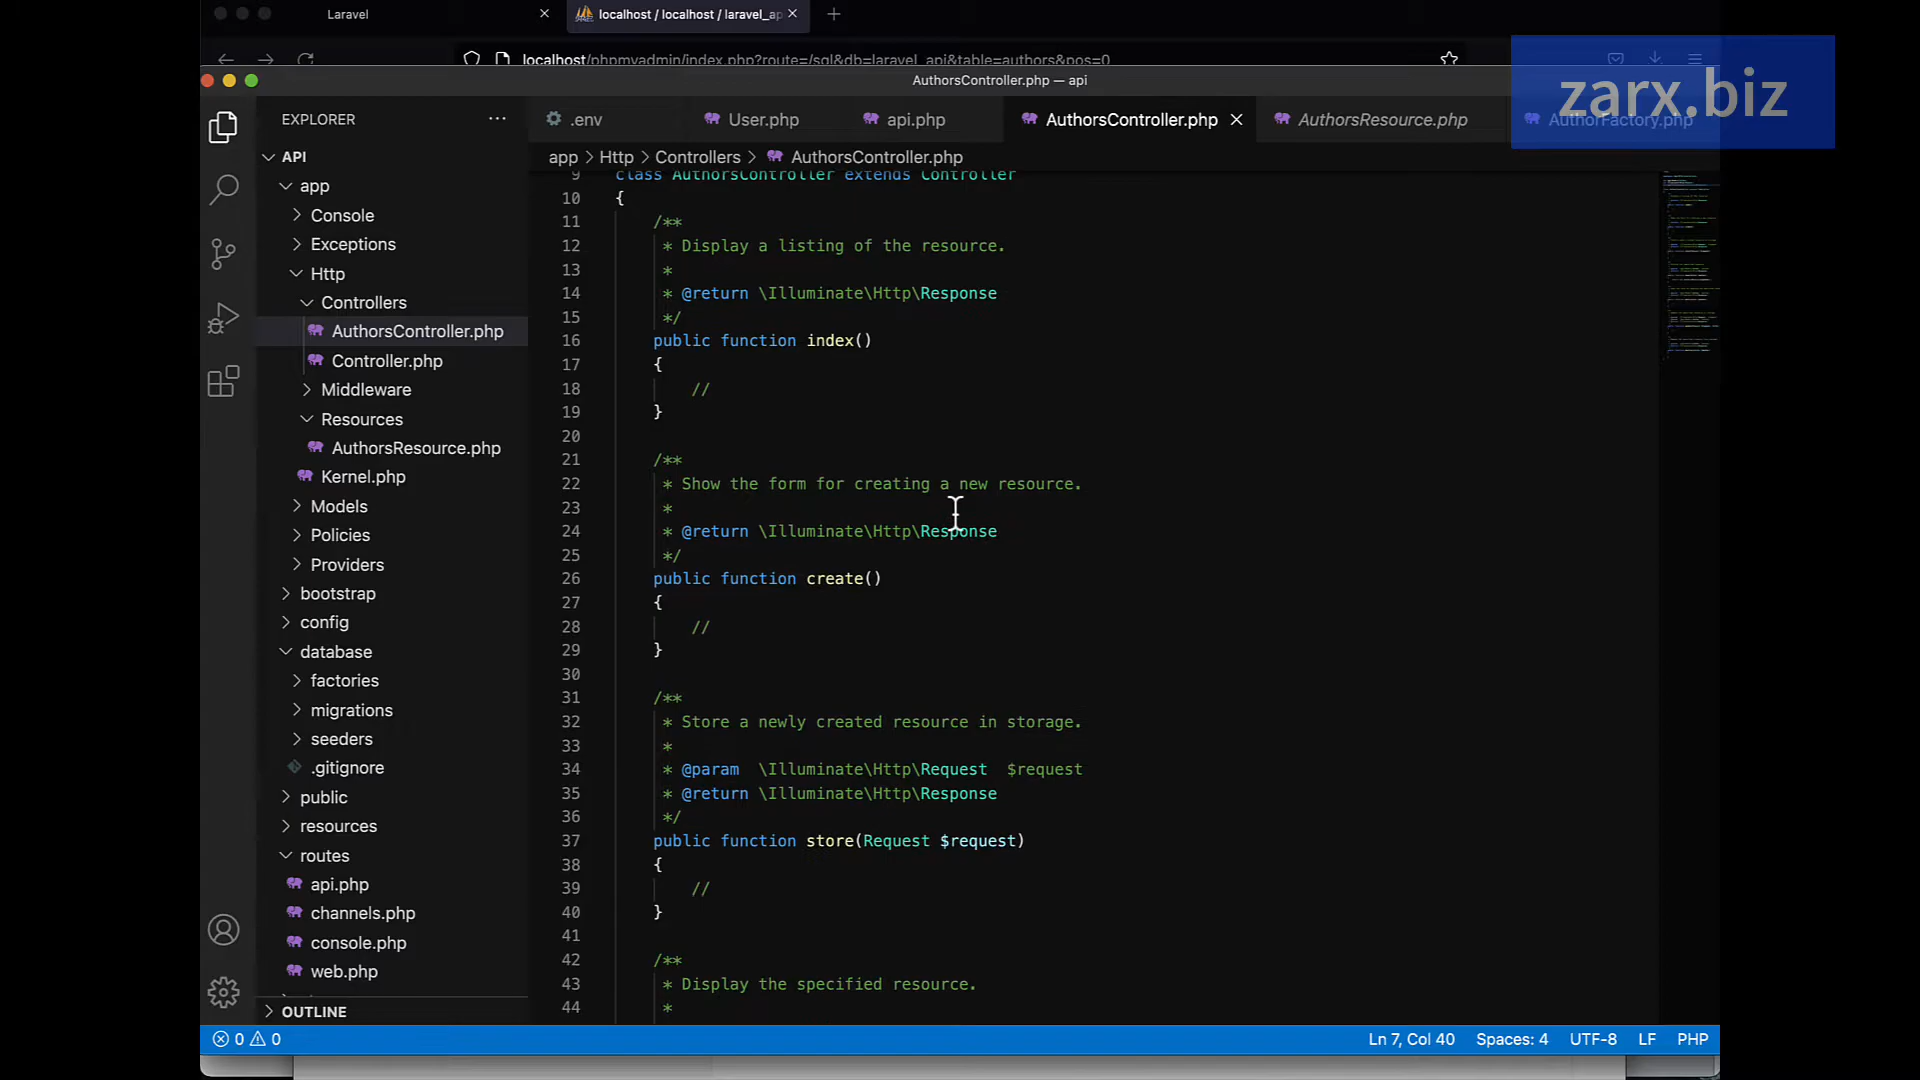 Laravel
localhost / localhost / laravel_ap
localhost/phpmyadmin/index.php?route=/sql&db=laravel_api&table=authors&pos=0
AuthorsController.php — api
zarx.biz
EXPLORER
.env
User.php
api.php
AuthorsController.php
AuthorsResource.php
AuthorFactory.php
app > Http > Controllers > AuthorsController.php
API
app
Console
Exceptions
Http
Controllers
AuthorsController.php
Controller.php
Middleware
Resources
AuthorsResource.php
Kernel.php
Models
Policies
Providers
bootstrap
config
database
factories
migrations
seeders
.gitignore
public
resources
routes
api.php
channels.php
console.php
web.php
OUTLINE
9 class AuthorsController extends Controller
10 {
11 /**
12 * Display a listing of the resource.
13 *
14 * @return \Illuminate\Http\Response
15 */
16 public function index()
17 {
18 //
19 }
20
21 /**
22 * Show the form for creating a new resource.
23 *
24 * @return \Illuminate\Http\Response
25 */
26 public function create()
27 {
28 //
29 }
30
31 /**
32 * Store a newly created resource in storage.
33 *
34 * @param \Illuminate\Http\Request $request
35 * @return \Illuminate\Http\Response
36 */
37 public function store(Request $request)
38 {
39 //
40 }
41
42 /**
43 * Display the specified resource.
44 *
0 0
Ln 7, Col 40 Spaces: 4 UTF-8 LF PHP